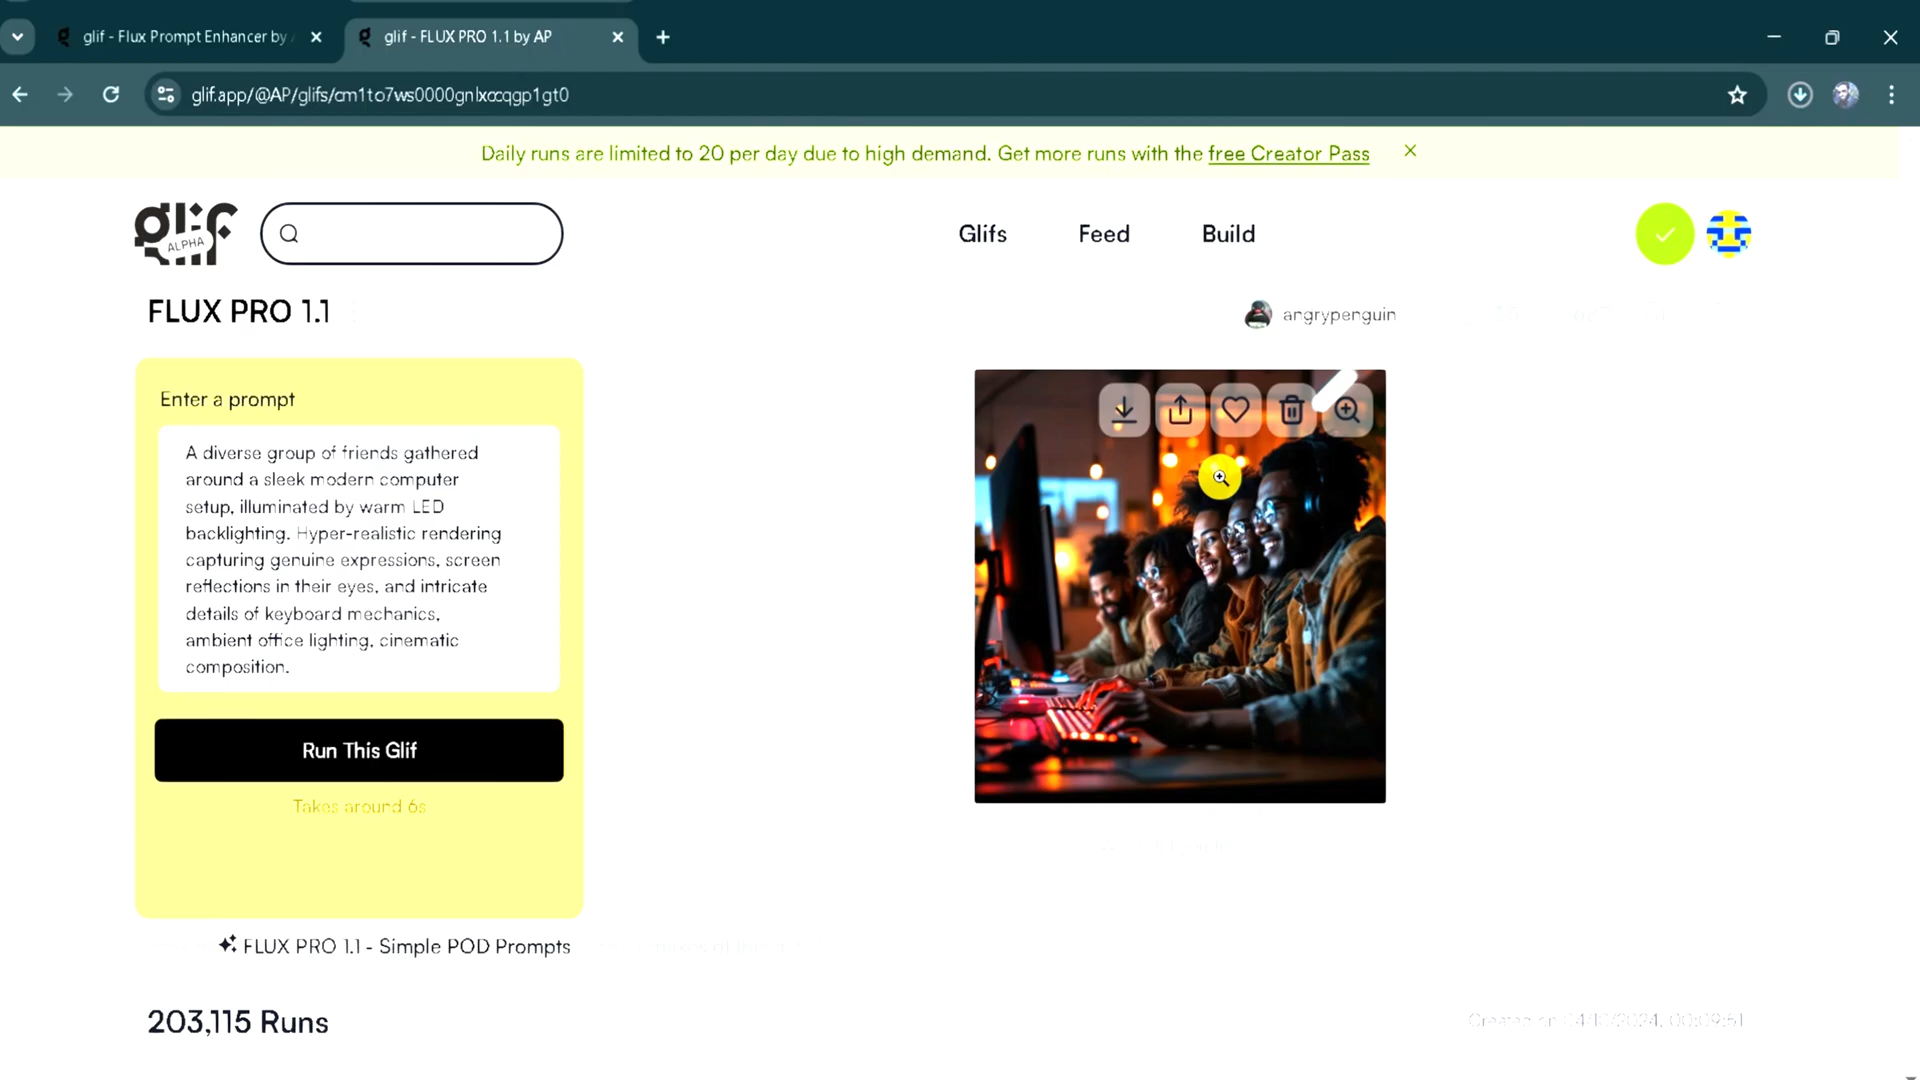 glif - Flux Prompt Enhancer by
glif - FLUX PRO 1.1 by AP
glif.app/@AP/glifs/cm1to7ws0000gnlxocqgp1gt0
Daily runs are limited to 20 per day due to high demand. Get more runs with the free Creator Pass
glif
ALPHA
Glifs
Feed
Build
FLUX PRO 1.1
angrypenguin
Enter a prompt
A diverse group of friends gathered
around a sleek modern computer
setup, illuminated by warm LED
backlighting. Hyper-realistic rendering
capturing genuine expressions, screen
reflections in their eyes, and intricate
details of keyboard mechanics,
ambient office lighting, cinematic
composition.
Run This Glif
Takes around 6s
FLUX PRO 1.1 - Simple POD Prompts
203,115 Runs
Created on